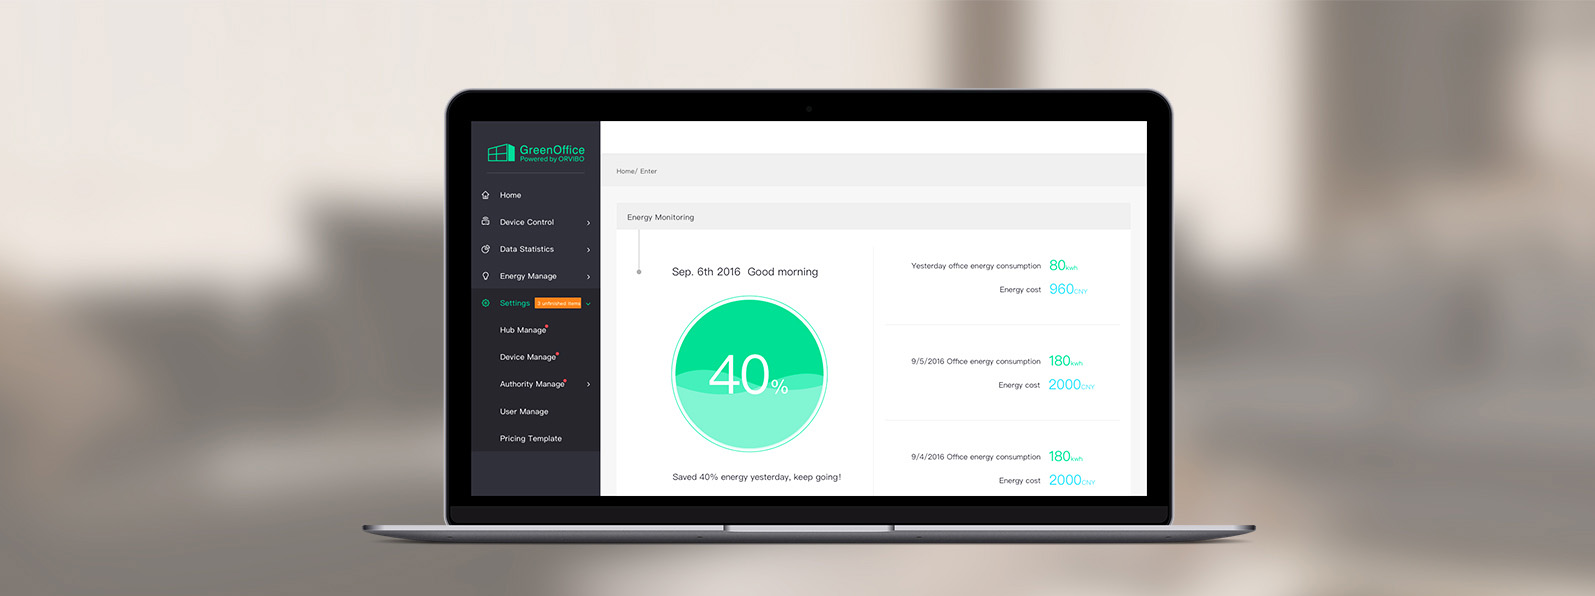 GreenOffice
Powered by ORVIBO
Home
Device Control
Data Statistics
Energy Manage
Settings 3 unfinished items
Hub Manage
Device Manage
Authority Manage
User Manage
Pricing Template
Home/ Enter
Energy Monitoring
Sep. 6th 2016 Good morning
40%
Saved 40% energy yesterday, keep going!
Yesterday office energy consumption 80kwh
Energy cost 960CNY
9/5/2016 Office energy consumption 180kwh
Energy cost 2000CNY
9/4/2016 Office energy consumption 180kwh
Energy cost 2000CNY